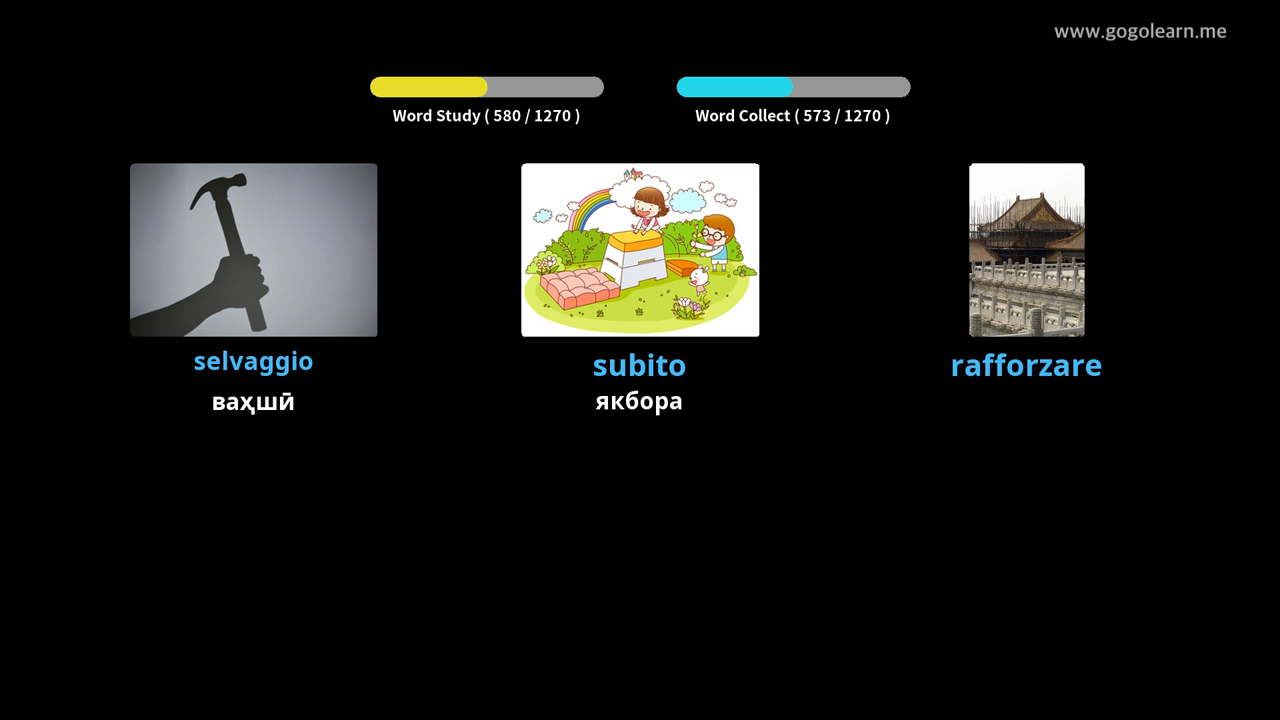 www.gogolearn.me
Word Study ( 580 / 1270 )
Word Collect ( 573 / 1270 )
selvaggio
ваҳшӣ
subito
якбора
rafforzare